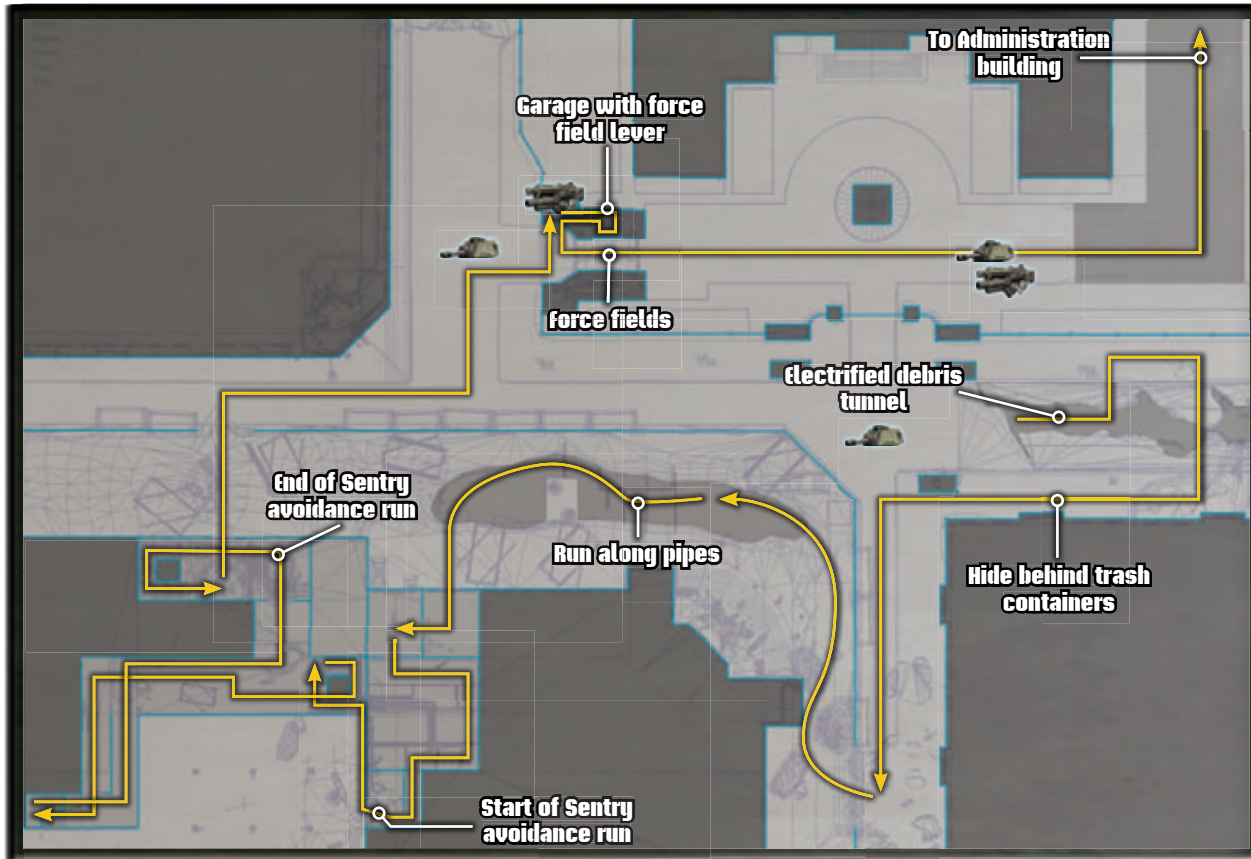 To Administration
building
Garage with force
field lever
Force fields
Electrified debris
tunnel
End of Sentry
avoidance run
Run along pipes
Hide behind trash
containers
Start of Sentry
avoidance run